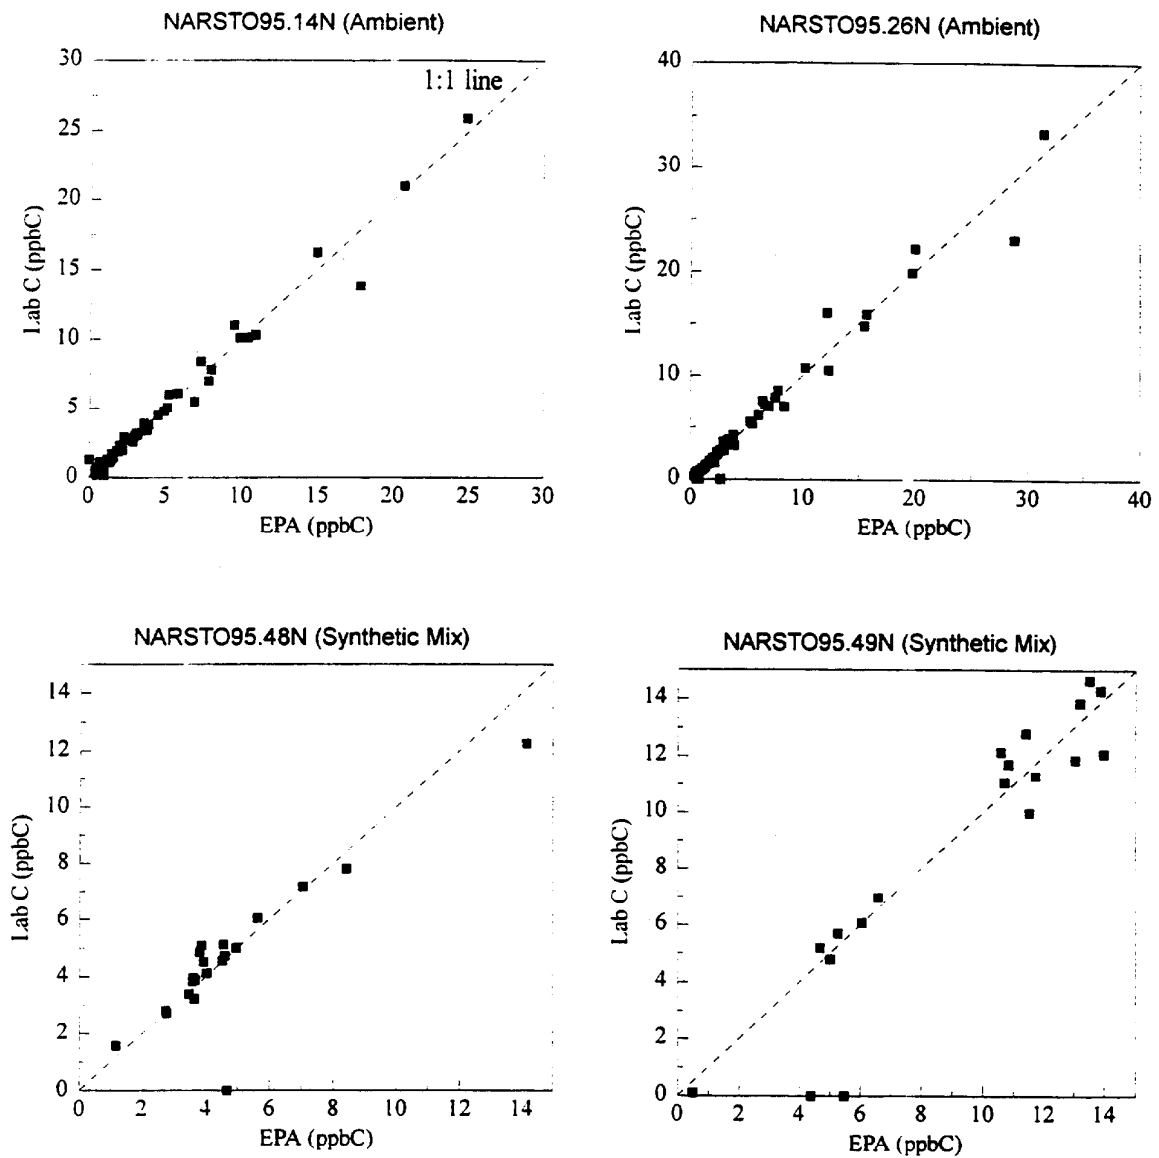 NARSTO95.14N (Ambient)
30
25
20
15
10
5
0
1:1 line
Lab C (ppbC)
0 5 10 15 20 25 30
EPA (ppbC)
NARSTO95.26N (Ambient)
40
30
20
10
0
Lab C (ppbC)
0 10 20 30 40
EPA (ppbC)
NARSTO95.48N (Synthetic Mix)
14
12
10
8
6
4
2
0
Lab C (ppbC)
0 2 4 6 8 10 12 14
EPA (ppbC)
NARSTO95.49N (Synthetic Mix)
14
12
10
8
6
4
2
0
Lab C (ppbC)
0 2 4 6 8 10 12 14
EPA (ppbC)